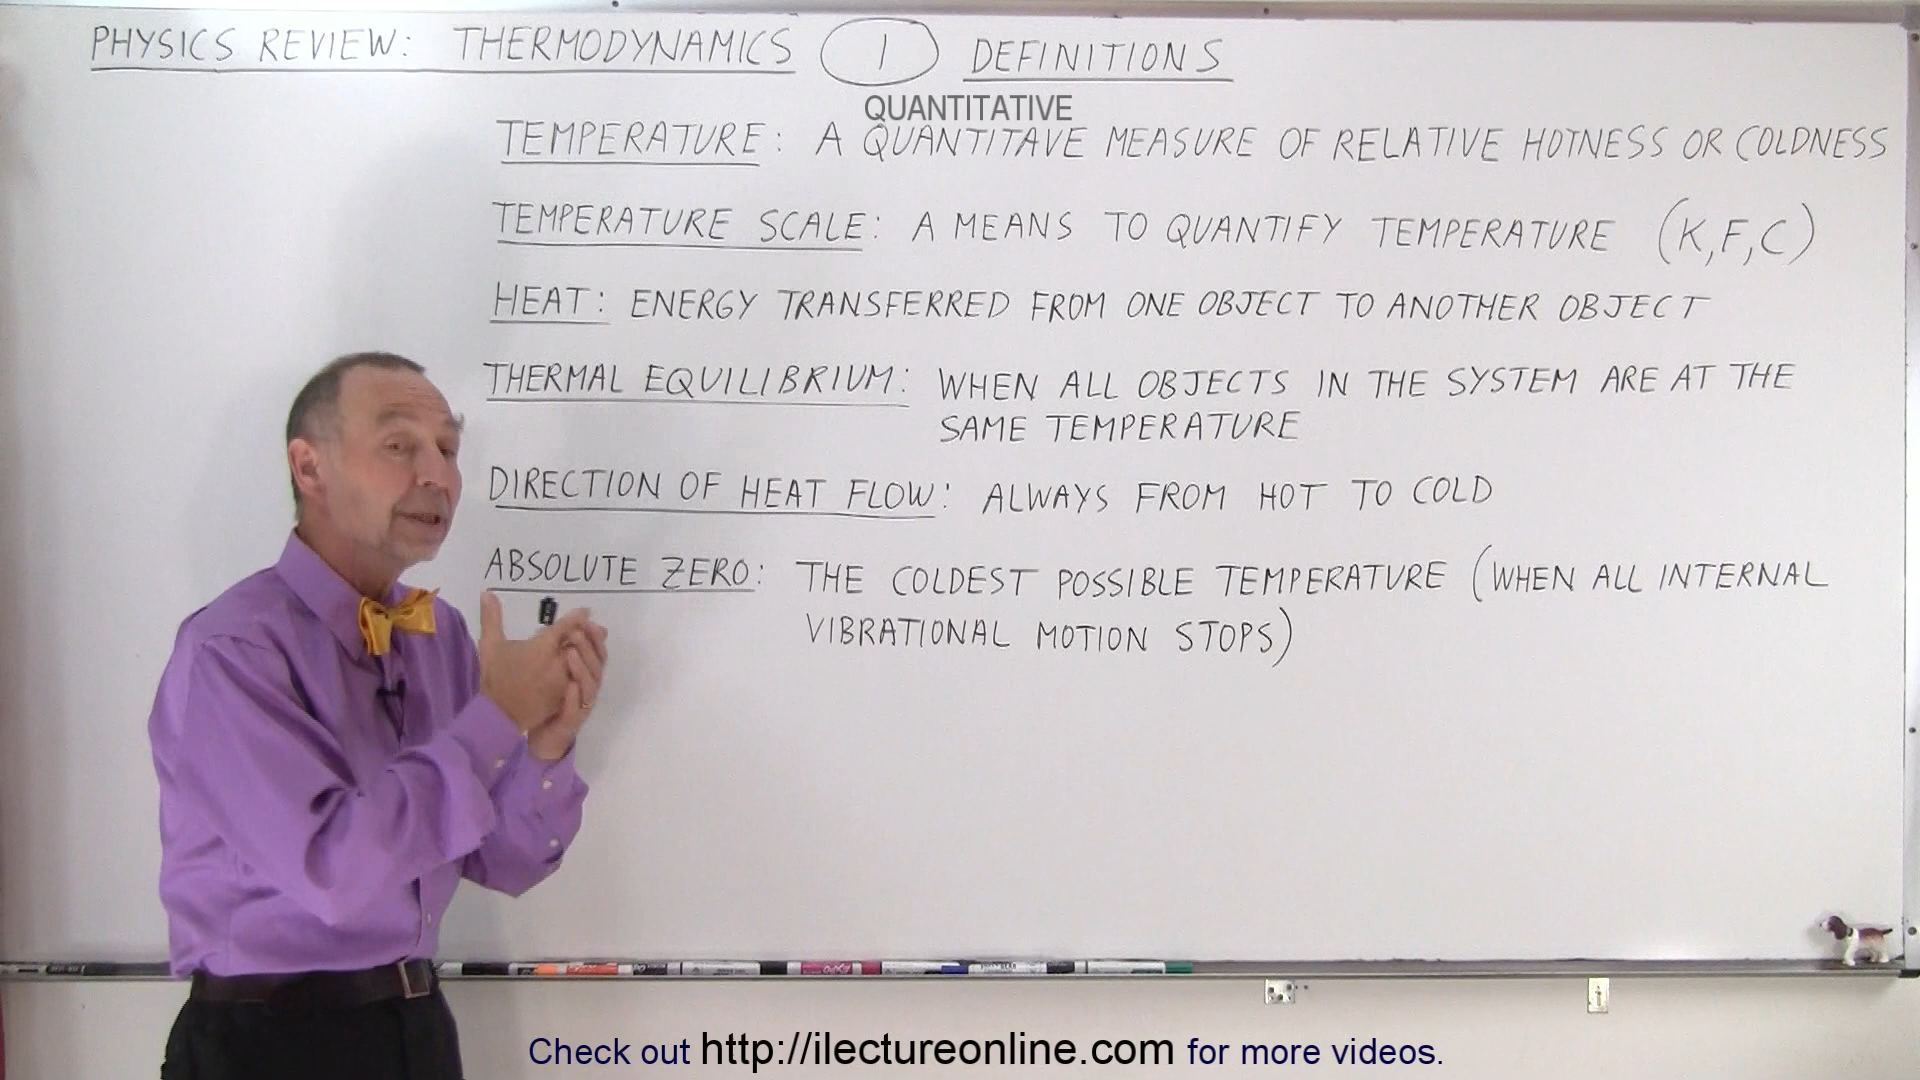 PHYSICS REVIEW: THERMODYNAMICS 1 DEFINITIONS
QUANTITATIVE
TEMPERATURE: A QUANTITAVE MEASURE OF RELATIVE HOTNESS OR COLDNESS
TEMPERATURE SCALE: A MEANS TO QUANTIFY TEMPERATURE (K, F, C)
HEAT: ENERGY TRANSFERRED FROM ONE OBJECT TO ANOTHER OBJECT
THERMAL EQUILIBRIUM: WHEN ALL OBJECTS IN THE SYSTEM ARE AT THE
SAME TEMPERATURE
DIRECTION OF HEAT FLOW: ALWAYS FROM HOT TO COLD
ABSOLUTE ZERO: THE COLDEST POSSIBLE TEMPERATURE (WHEN ALL INTERNAL
VIBRATIONAL MOTION STOPS)
Check out http://ilectureonline.com for more videos.